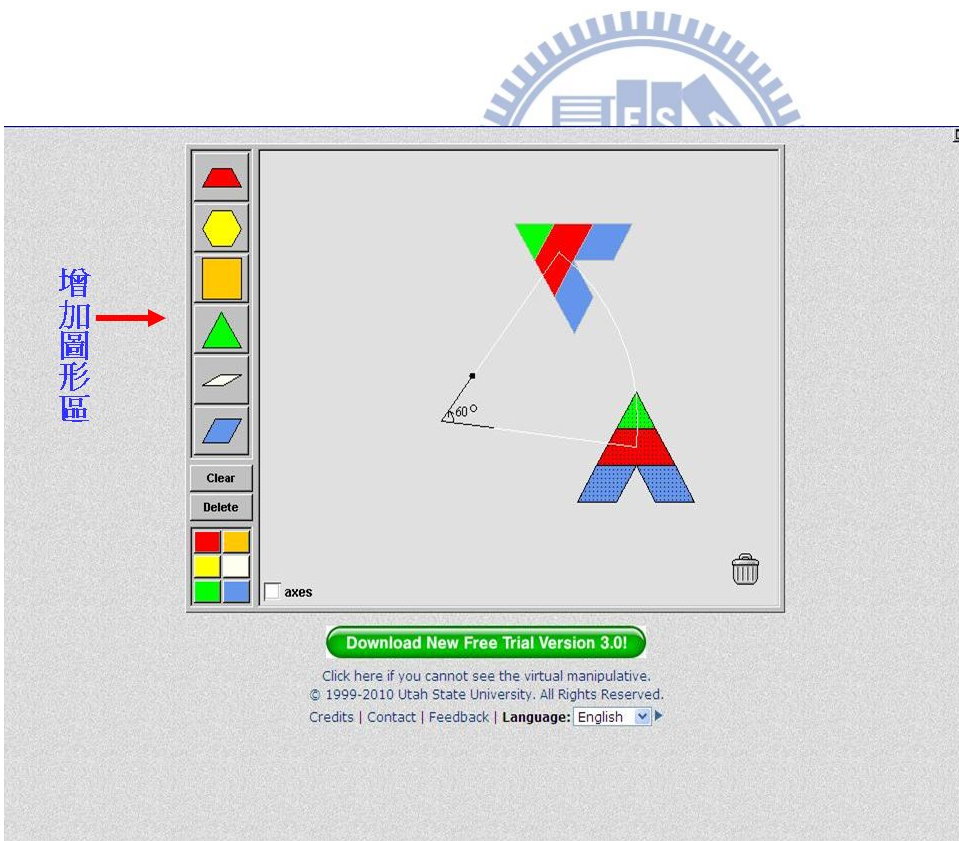 ES
增加圖形區
60°
Clear
Delete
axes
Download New Free Trial Version 3.0!
Click here if you cannot see the virtual manipulative.
© 1999-2010 Utah State University. All Rights Reserved.
Credits | Contact | Feedback | Language: English